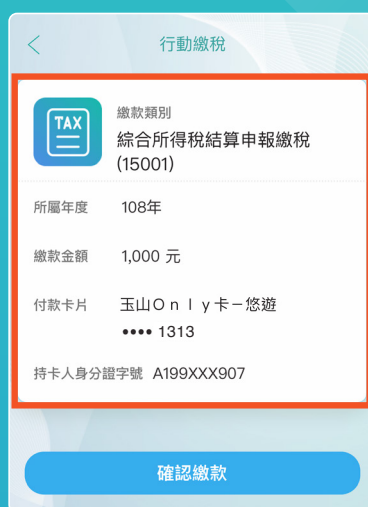 行動繳稅
TAX
繳款類別
綜合所得稅結算申報繳稅
(15001)
所屬年度 108年
繳款金額 1,000 元
付款卡片 玉山Ｏｎｌｙ卡－悠遊
•••• 1313
持卡人身分證字號 A199XXX907
確認繳款